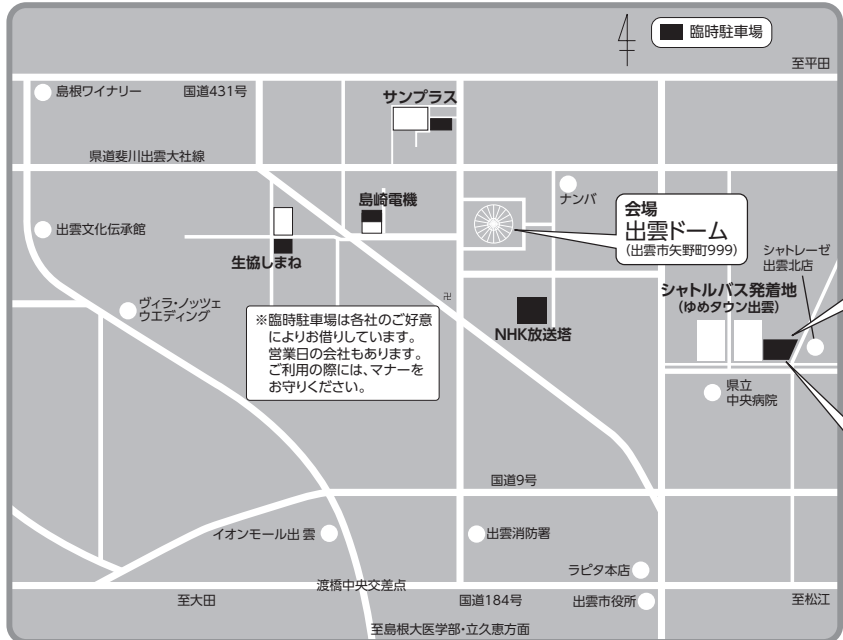 臨時駐車場
至平田
島根ワイナリー
国道431号
サンプラス
県道斐川出雲大社線
島崎電機
ナンバ
会場
出雲ドーム
(出雲市矢野町999)
出雲文化伝承館
生協しまね
シャトレーゼ
出雲北店
シャトルバス発着地
(ゆめタウン出雲)
ヴィラ・ノッツェ
ウエディング
卍
NHK放送塔
※臨時駐車場は各社のご好意
によりお借りしています。
営業日の会社もあります。
ご利用の際には、マナーを
お守りください。
県立
中央病院
国道9号
イオンモール出雲
出雲消防署
ラピタ本店
渡橋中央交差点
至大田
国道184号
出雲市役所
至松江
至島根大医学部・立久恵方面